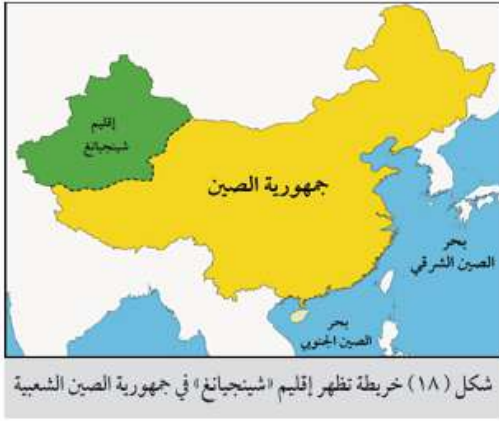 إقليم
شينجيانغ
جمهورية الصين
بحر
الصين الشرقي
بحر
الصين الجنوبي
شكل (١٨) خريطة تظهر إقليم «شينجيانغ» في جمهورية الصين الشعبية